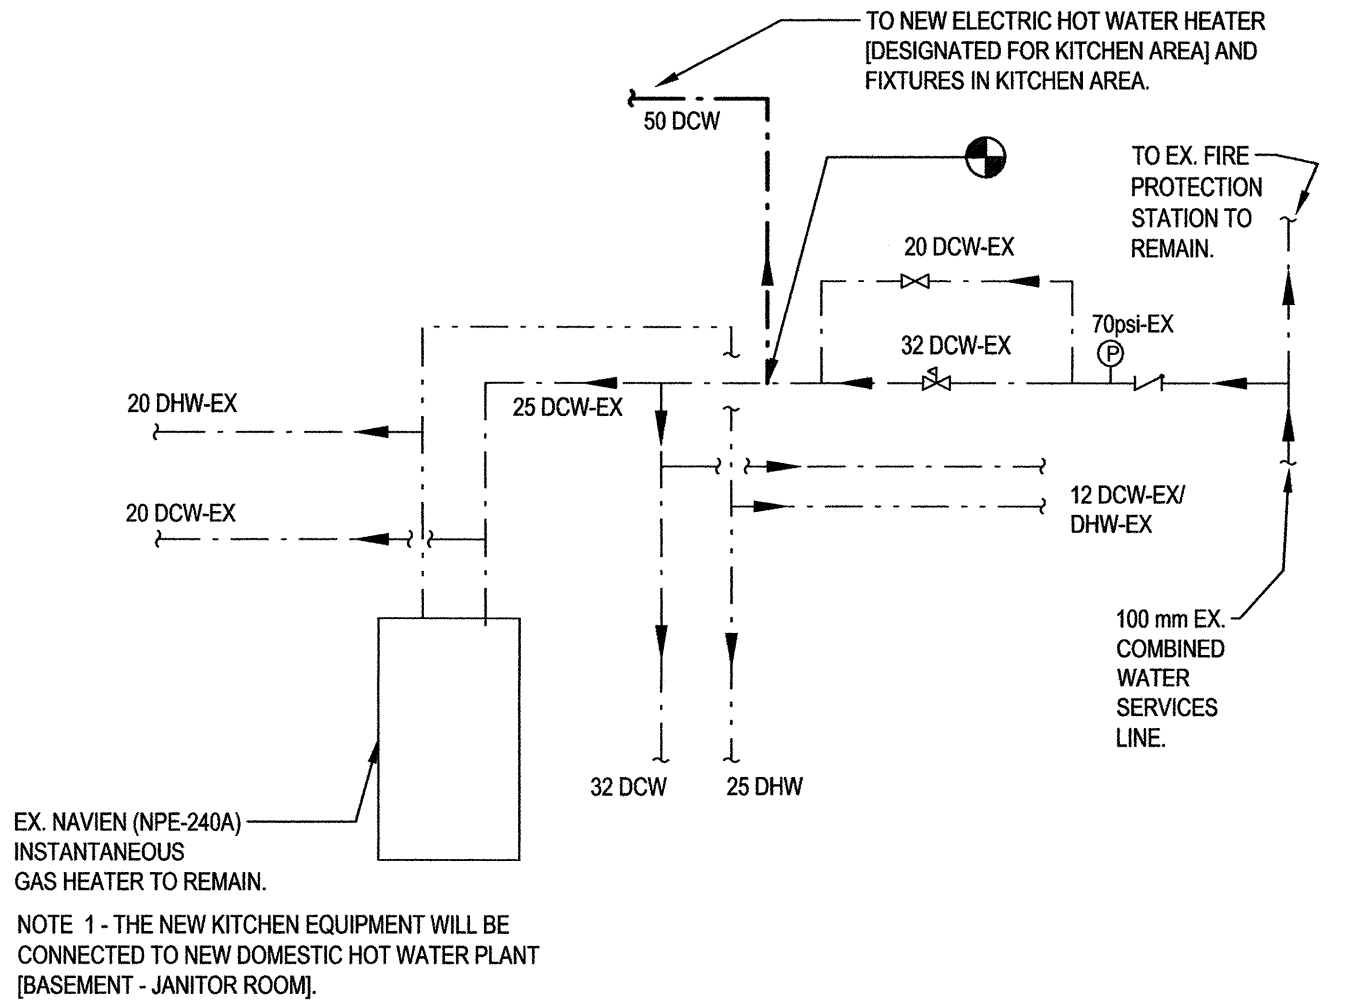 TO NEW ELECTRIC HOT WATER HEATER
[DESIGNATED FOR KITCHEN AREA] AND
FIXTURES IN KITCHEN AREA.
50 DCW
TO EX. FIRE
PROTECTION
STATION TO
REMAIN.
20 DCW-EX
70psi-EX
P
32 DCW-EX
25 DCW-EX
20 DHW-EX
20 DCW-EX
12 DCW-EX/
DHW-EX
100 mm EX.
COMBINED
WATER
SERVICES
LINE.
32 DCW
25 DHW
EX. NAVIEN (NPE-240A)
INSTANTANEOUS
GAS HEATER TO REMAIN.
NOTE 1 - THE NEW KITCHEN EQUIPMENT WILL BE
CONNECTED TO NEW DOMESTIC HOT WATER PLANT
[BASEMENT - JANITOR ROOM].